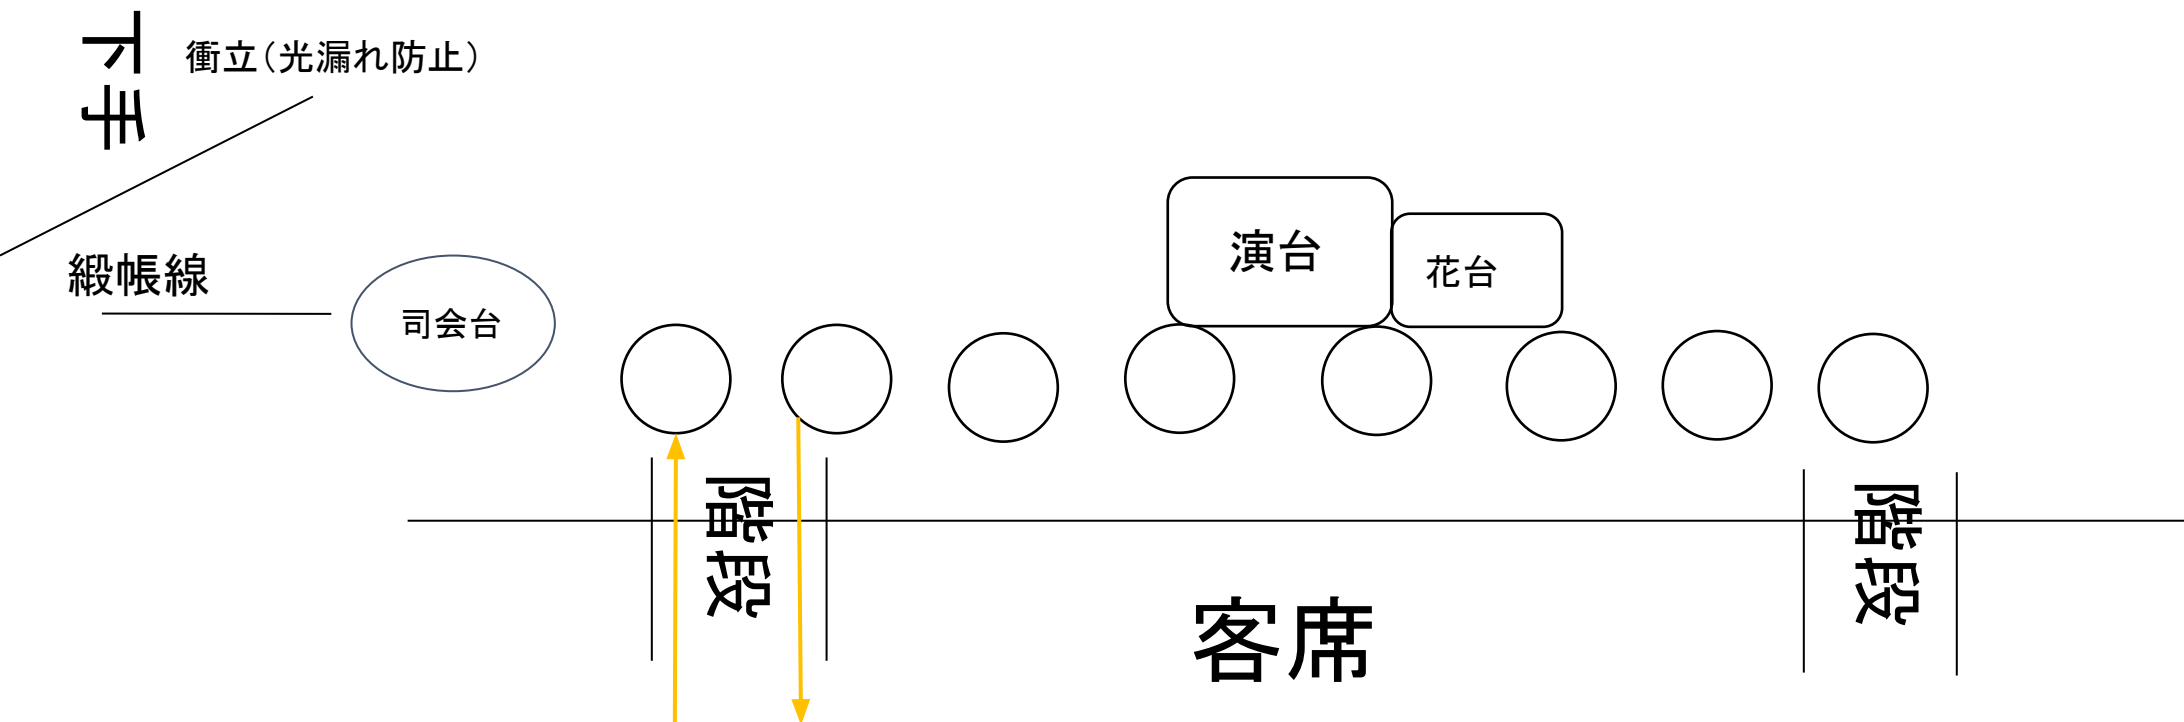 下手
衝立(光漏れ防止)
緞帳線
司会台
演台
花台
階段
階段
客席